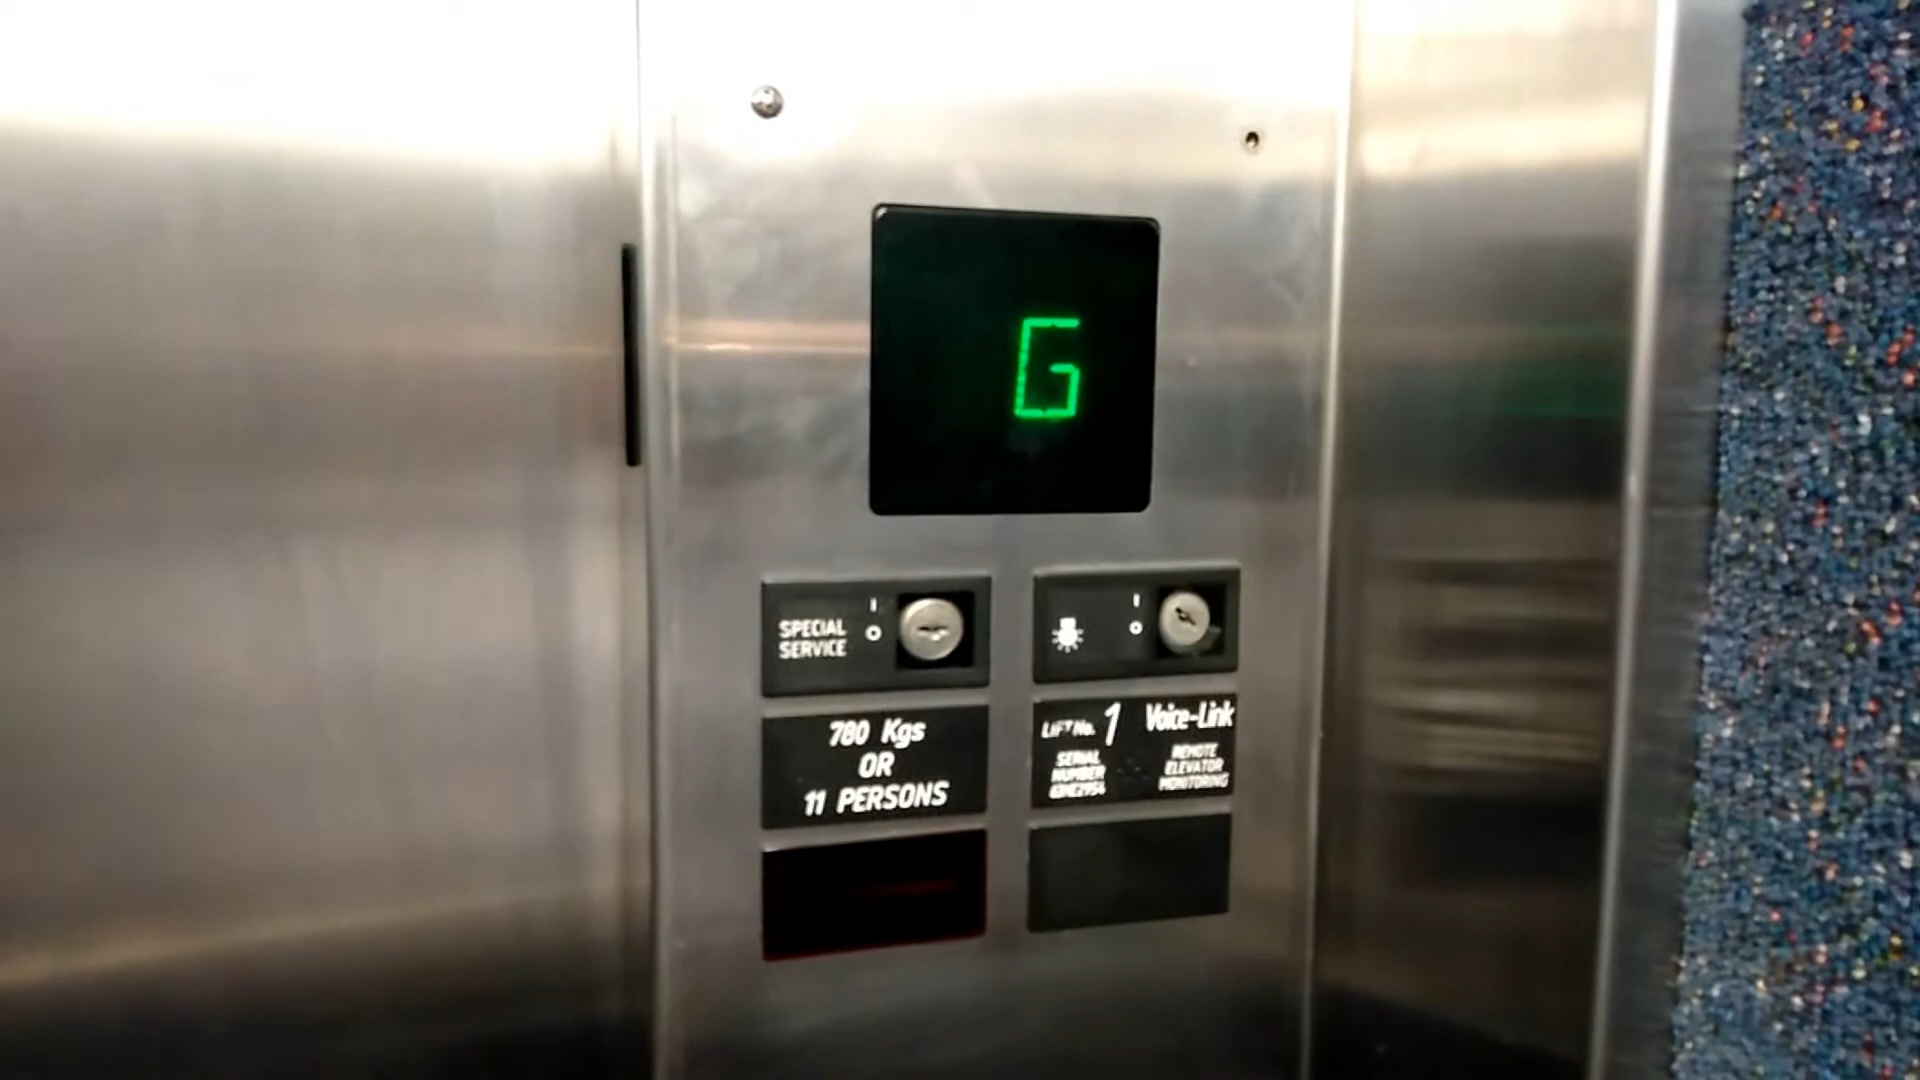 G
I
O
SPECIAL
SERVICE
I
O
780 Kgs
OR
11 PERSONS
LIFT No. 1
SERIAL
NUMBER
Voice-Link
REMOTE
ELEVATOR
MONITORING